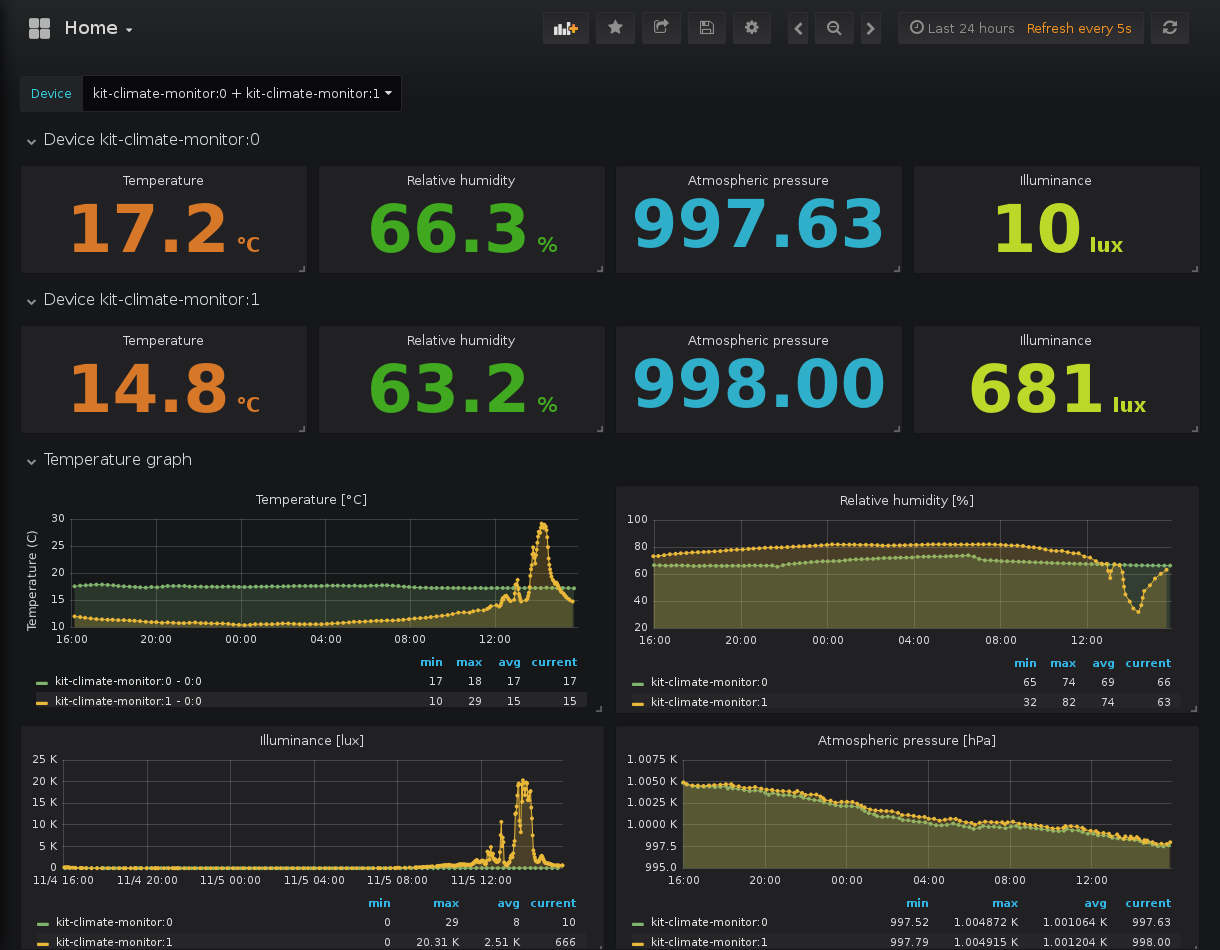 Home
Last 24 hours Refresh every 5s
Device kit-climate-monitor:0 + kit-climate-monitor:1
Device kit-climate-monitor:0
Temperature Relative humidity Atmospheric pressure Illuminance
17.2 °C 66.3 % 997.63 10 lux
Device kit-climate-monitor:1
Temperature Relative humidity Atmospheric pressure Illuminance
14.8 °C 63.2 % 998.00 681 lux
Temperature graph
Temperature [°C]
Temperature (C)
30
25
20
15
10
16:00 20:00 00:00 04:00 08:00 12:00
min max avg current
kit-climate-monitor:0 - 0:0 17 18 17 17
kit-climate-monitor:1 - 0:0 10 29 15 15
Relative humidity [%]
100
80
60
40
20
16:00 20:00 00:00 04:00 08:00 12:00
min max avg current
kit-climate-monitor:0 65 74 69 66
kit-climate-monitor:1 32 82 74 63
Illuminance [lux]
25 K
20 K
15 K
10 K
5 K
0
11/4 16:00 11/4 20:00 11/5 00:00 11/5 04:00 11/5 08:00 11/5 12:00
min max avg current
kit-climate-monitor:0 0 29 8 10
kit-climate-monitor:1 0 20.31 K 2.51 K 666
Atmospheric pressure [hPa]
1.0075 K
1.0050 K
1.0025 K
1.0000 K
997.5
995.0
16:00 20:00 00:00 04:00 08:00 12:00
min max avg current
kit-climate-monitor:0 997.52 1.004872 K 1.001064 K 997.63
kit-climate-monitor:1 997.79 1.004915 K 1.001204 K 998.00